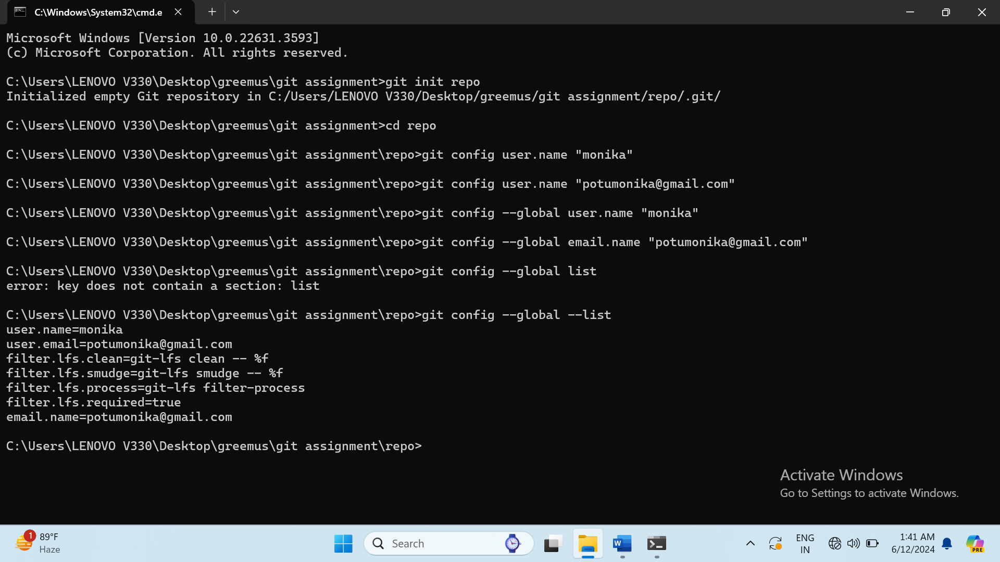 C:\Windows\System32\cmd.e
Microsoft Windows [Version 10.0.22631.3593]
(c) Microsoft Corporation. All rights reserved.
C:\Users\LENOVO V330\Desktop\greemus\git assignment>git init repo
Initialized empty Git repository in C:/Users/LENOVO V330/Desktop/greemus/git assignment/repo/.git/
C:\Users\LENOVO V330\Desktop\greemus\git assignment>cd repo
C:\Users\LENOVO V330\Desktop\greemus\git assignment\repo>git config user.name "monika"
C:\Users\LENOVO V330\Desktop\greemus\git assignment\repo>git config user.name "potumonika@gmail.com"
C:\Users\LENOVO V330\Desktop\greemus\git assignment\repo>git config --global user.name "monika"
C:\Users\LENOVO V330\Desktop\greemus\git assignment\repo>git config --global email.name "potumonika@gmail.com"
C:\Users\LENOVO V330\Desktop\greemus\git assignment\repo>git config --global list
error: key does not contain a section: list
C:\Users\LENOVO V330\Desktop\greemus\git assignment\repo>git config --global --list
user.name=monika
user.email=potumonika@gmail.com
filter.lfs.clean=git-lfs clean -- %f
filter.lfs.smudge=git-lfs smudge -- %f
filter.lfs.process=git-lfs filter-process
filter.lfs.required=true
email.name=potumonika@gmail.com
C:\Users\LENOVO V330\Desktop\greemus\git assignment\repo>
Activate Windows
Go to Settings to activate Windows.
1
89°F
Haze
Search
W
ENG
IN
1:41 AM
6/12/2024
PRE